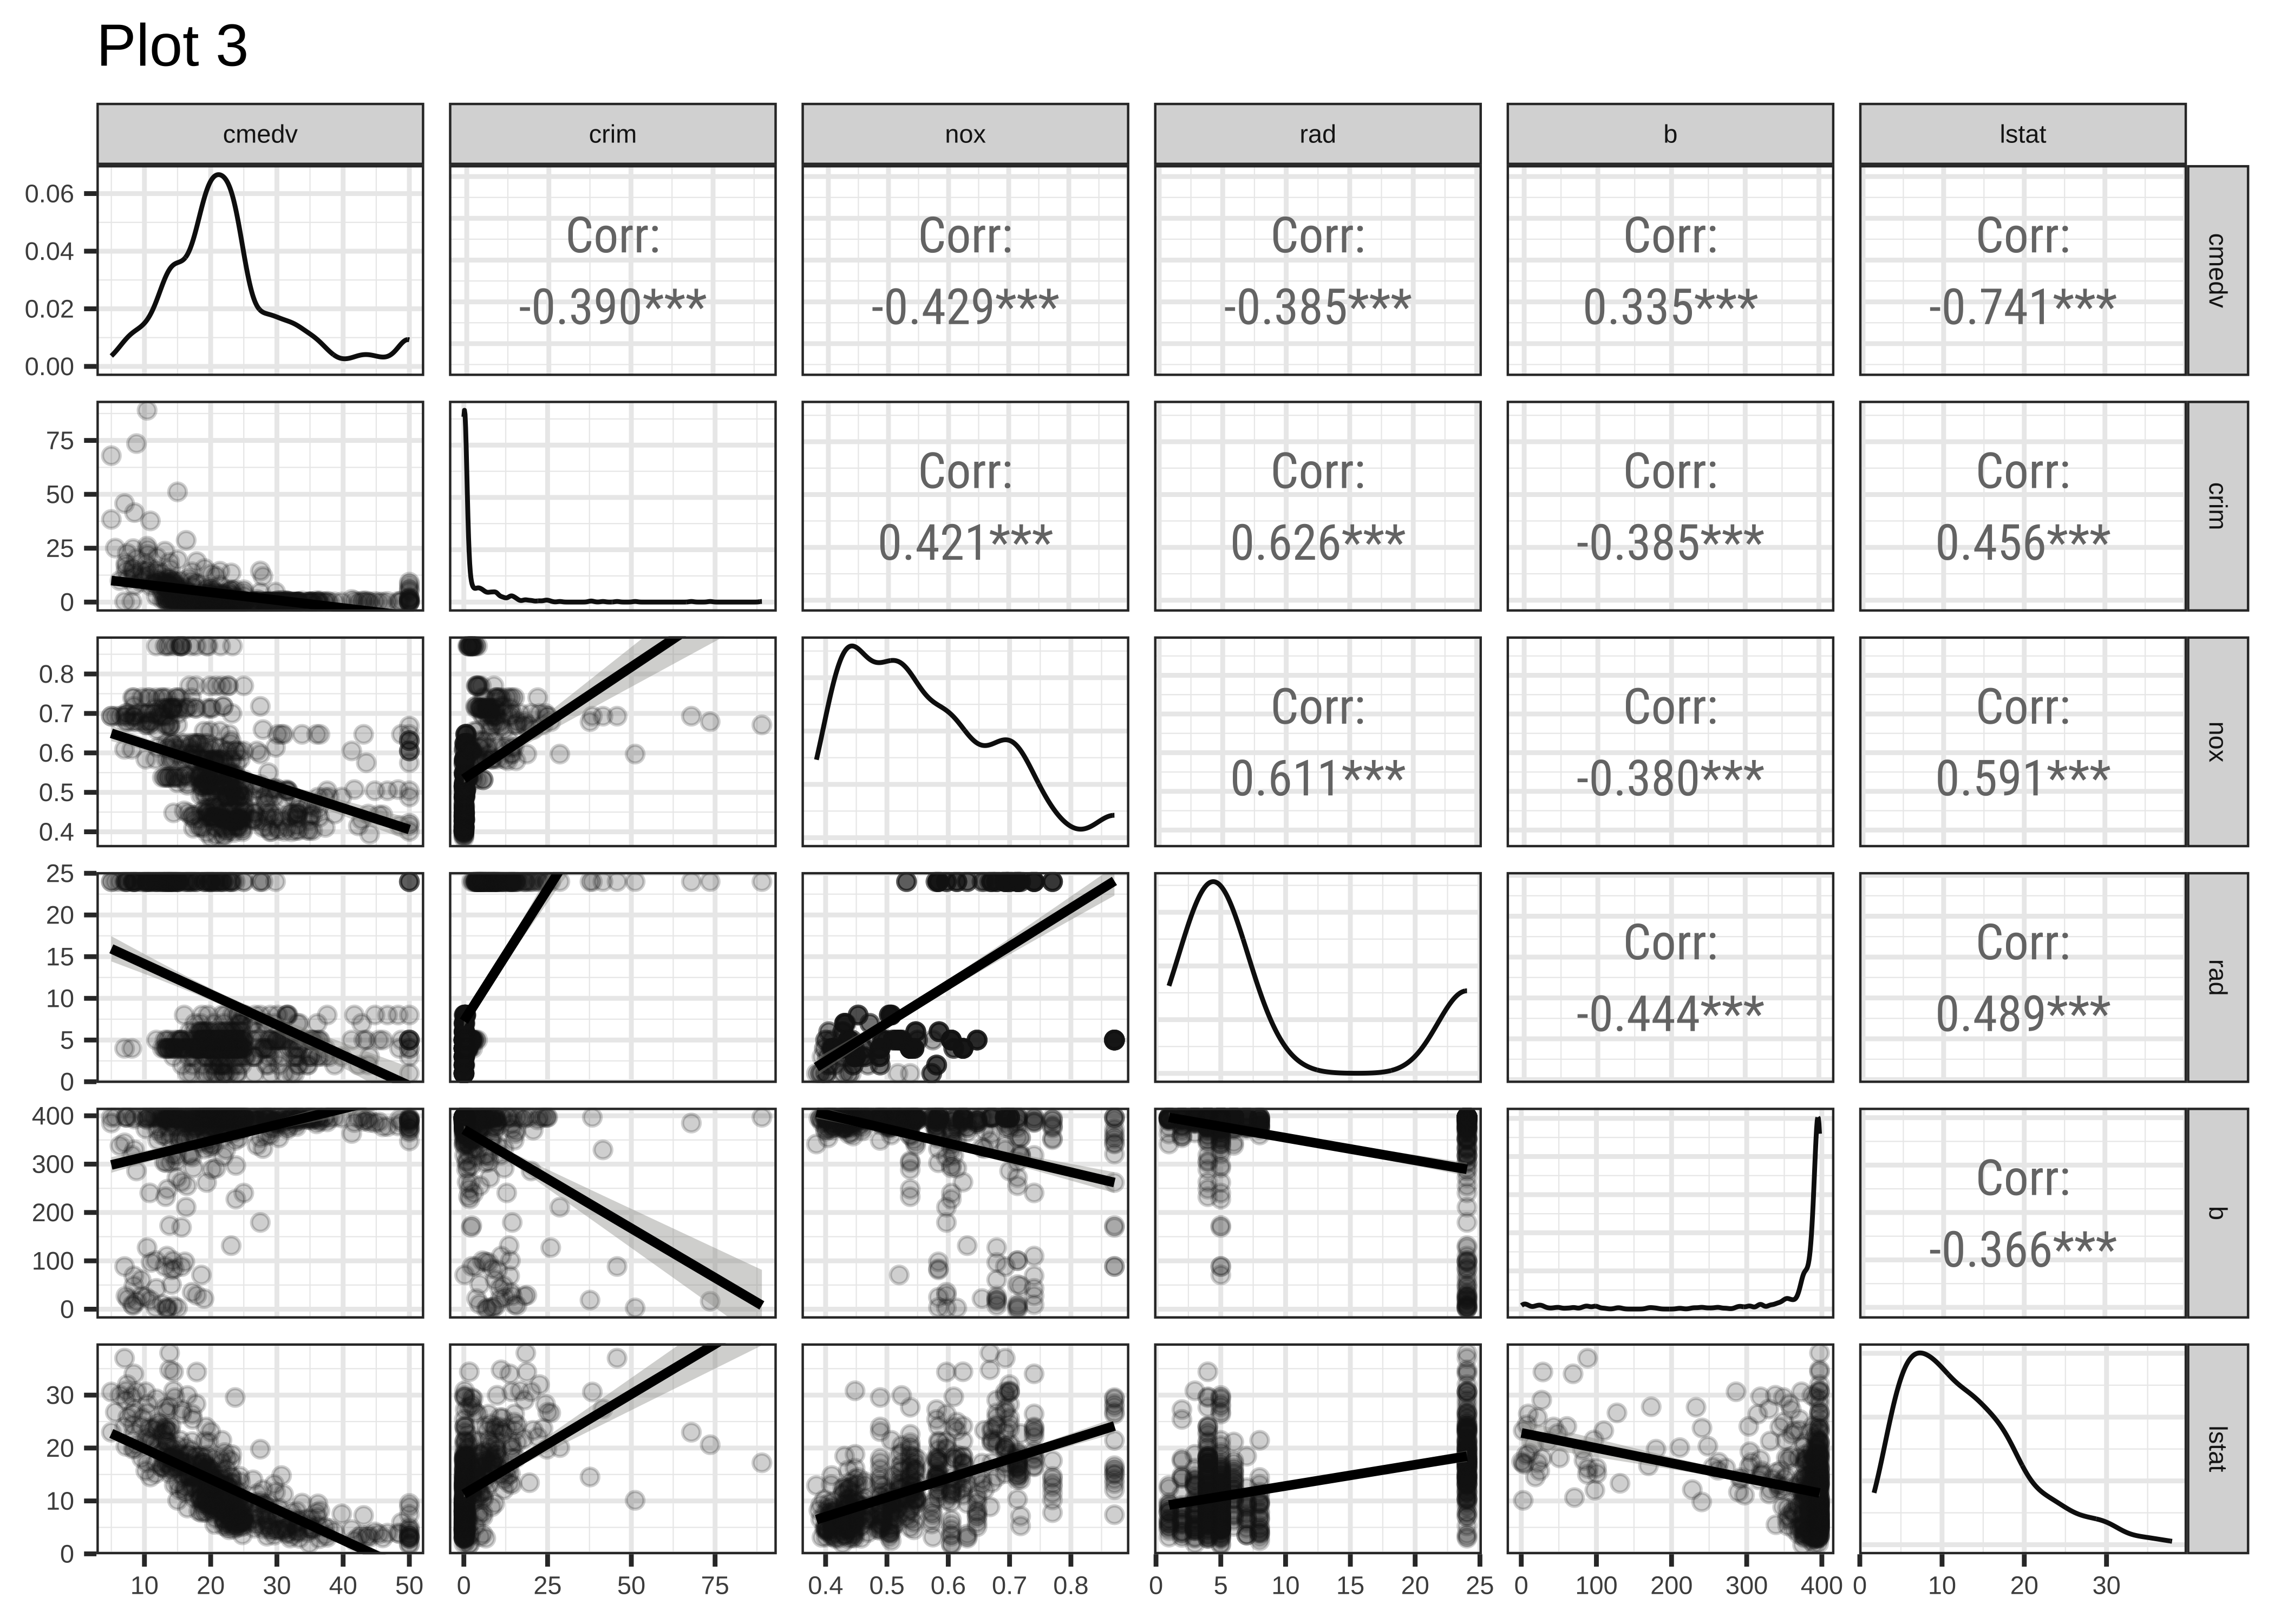 Plot 3
cmedv crim nox rad b lstat
0.06
0.04
0.02
0.00
Corr:
-0.390***
Corr:
-0.429***
Corr:
-0.385***
Corr:
0.335***
Corr:
-0.741***
cmedv
75
50
25
0
Corr:
0.421***
Corr:
0.626***
Corr:
-0.385***
Corr:
0.456***
crim
0.8
0.7
0.6
0.5
0.4
Corr:
0.611***
Corr:
-0.380***
Corr:
0.591***
nox
25
20
15
10
5
0
Corr:
-0.444***
Corr:
0.489***
rad
400
300
200
100
0
Corr:
-0.366***
b
30
20
10
0
lstat
10 20 30 40 50 0 25 50 75 0.4 0.5 0.6 0.7 0.8 0 5 10 15 20 25 0 100 200 300 400 0 10 20 30